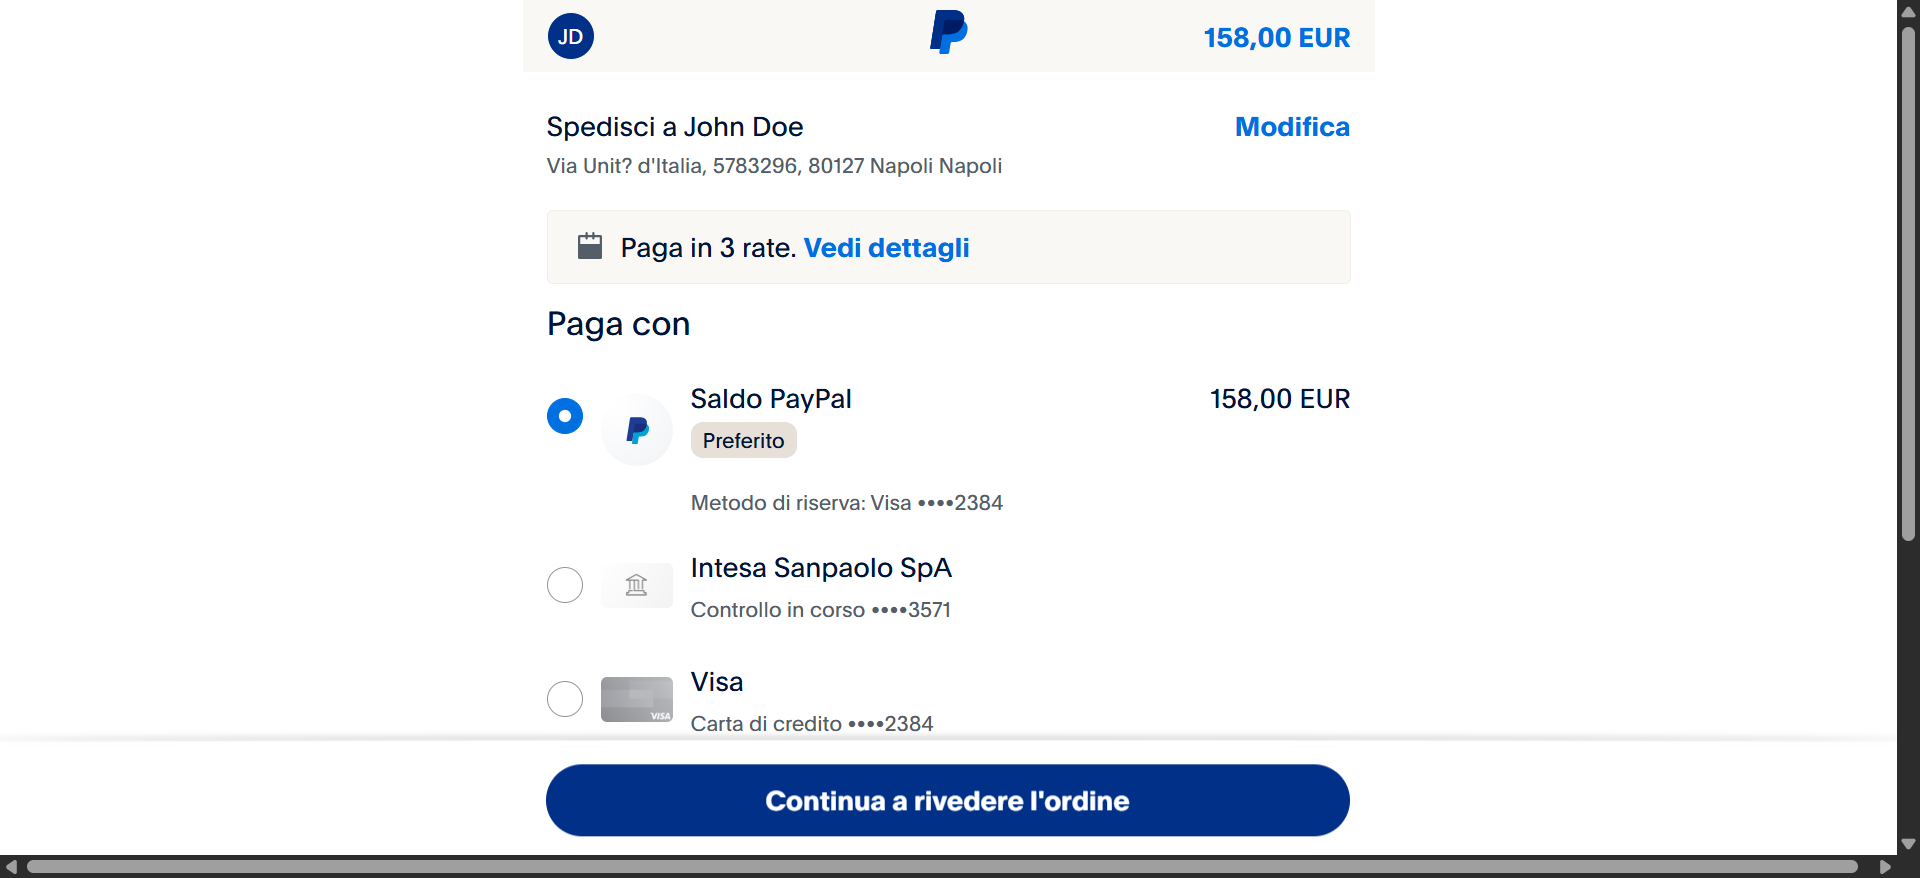 JD
158,00 EUR
Spedisci a John Doe
Modifica
Via Unit? d'Italia, 5783296, 80127 Napoli Napoli
Paga in 3 rate. Vedi dettagli
Paga con
Saldo PayPal
158,00 EUR
Preferito
Metodo di riserva: Visa ••••2384
Intesa Sanpaolo SpA
Controllo in corso ••••3571
Visa
VISA
Carta di credito ••••2384
Continua a rivedere l'ordine